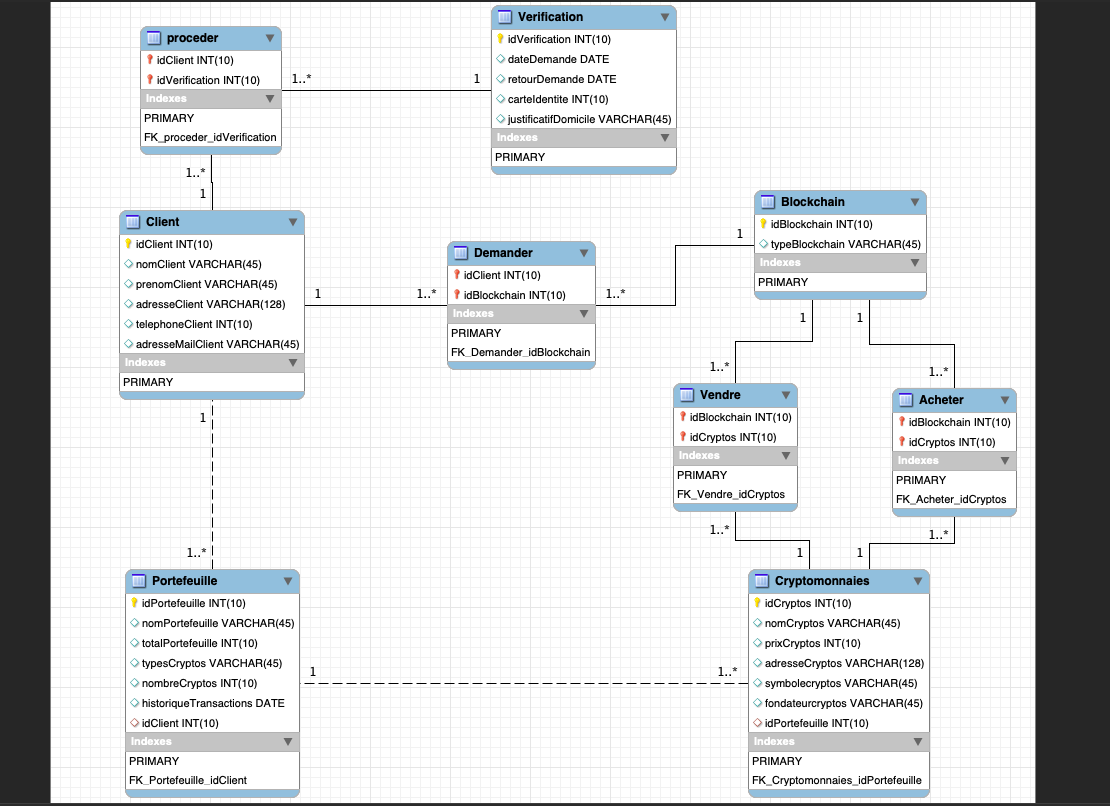 proceder
idClient INT(10)
idVerification INT(10)
Indexes
PRIMARY
FK_proceder_idVerification
1..*
1
Verification
idVerification INT(10)
dateDemande DATE
retourDemande DATE
carteIdentite INT(10)
justificatifDomicile VARCHAR(45)
Indexes
PRIMARY
1..*
1
Client
idClient INT(10)
nomClient VARCHAR(45)
prenomClient VARCHAR(45)
adresseClient VARCHAR(128)
telephoneClient INT(10)
adresseMailClient VARCHAR(45)
Indexes
PRIMARY
1
1..*
Demander
idClient INT(10)
idBlockchain INT(10)
Indexes
PRIMARY
FK_Demander_idBlockchain
1..*
1
Blockchain
idBlockchain INT(10)
typeBlockchain VARCHAR(45)
Indexes
PRIMARY
1
1
1..*
1..*
Vendre
idBlockchain INT(10)
idCryptos INT(10)
Indexes
PRIMARY
FK_Vendre_idCryptos
Acheter
idBlockchain INT(10)
idCryptos INT(10)
Indexes
PRIMARY
FK_Acheter_idCryptos
1..*
1..*
1
1
1
1..*
Portefeuille
idPortefeuille INT(10)
nomPortefeuille VARCHAR(45)
totalPortefeuille INT(10)
typesCryptos VARCHAR(45)
nombreCryptos INT(10)
historiqueTransactions DATE
idClient INT(10)
Indexes
PRIMARY
FK_Portefeuille_idClient
1
1..*
Cryptomonnaies
idCryptos INT(10)
nomCryptos VARCHAR(45)
prixCryptos INT(10)
adresseCryptos VARCHAR(128)
symbolecryptos VARCHAR(45)
fondateurcryptos VARCHAR(45)
idPortefeuille INT(10)
Indexes
PRIMARY
FK_Cryptomonnaies_idPortefeuille